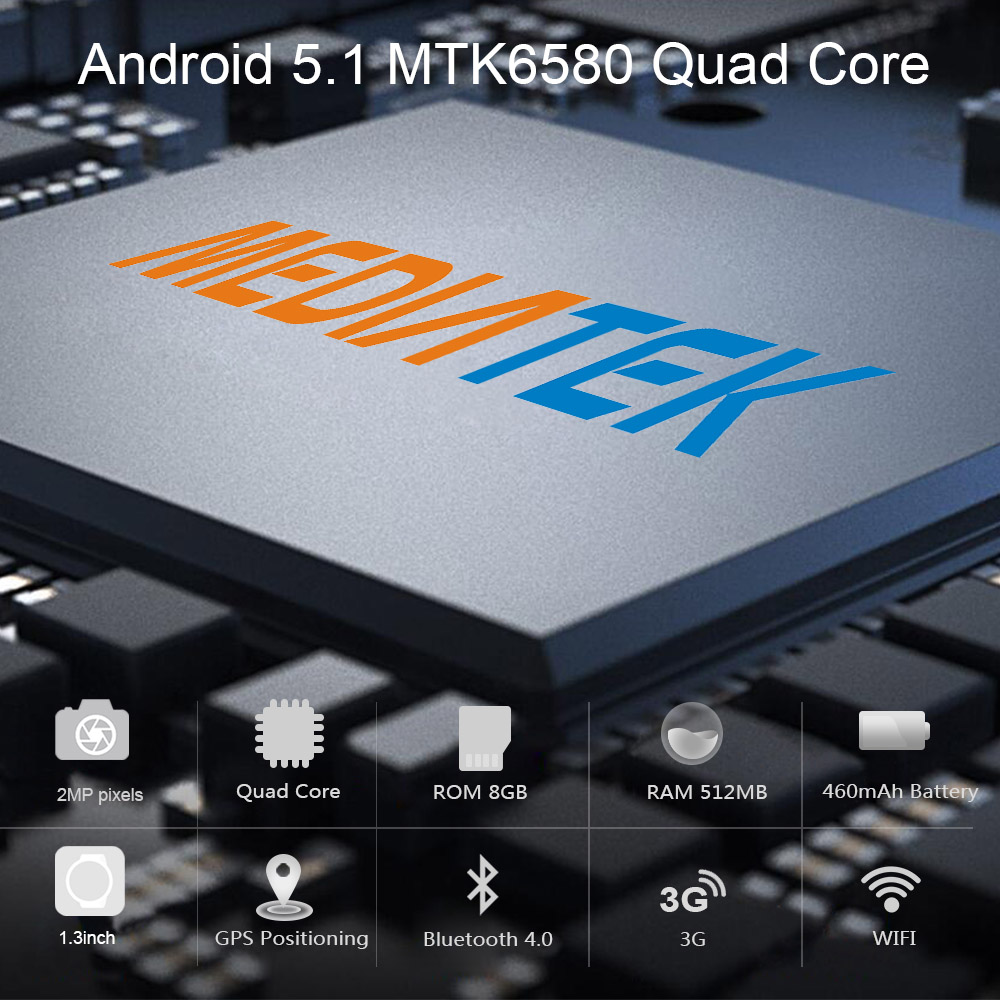 Android 5.1 MTK6580 Quad Core
MEDIATEK
2MP pixels
Quad Core
ROM 8GB
RAM 512MB
460mAh Battery
1.3inch
GPS Positioning
Bluetooth 4.0
3G
3G
WIFI